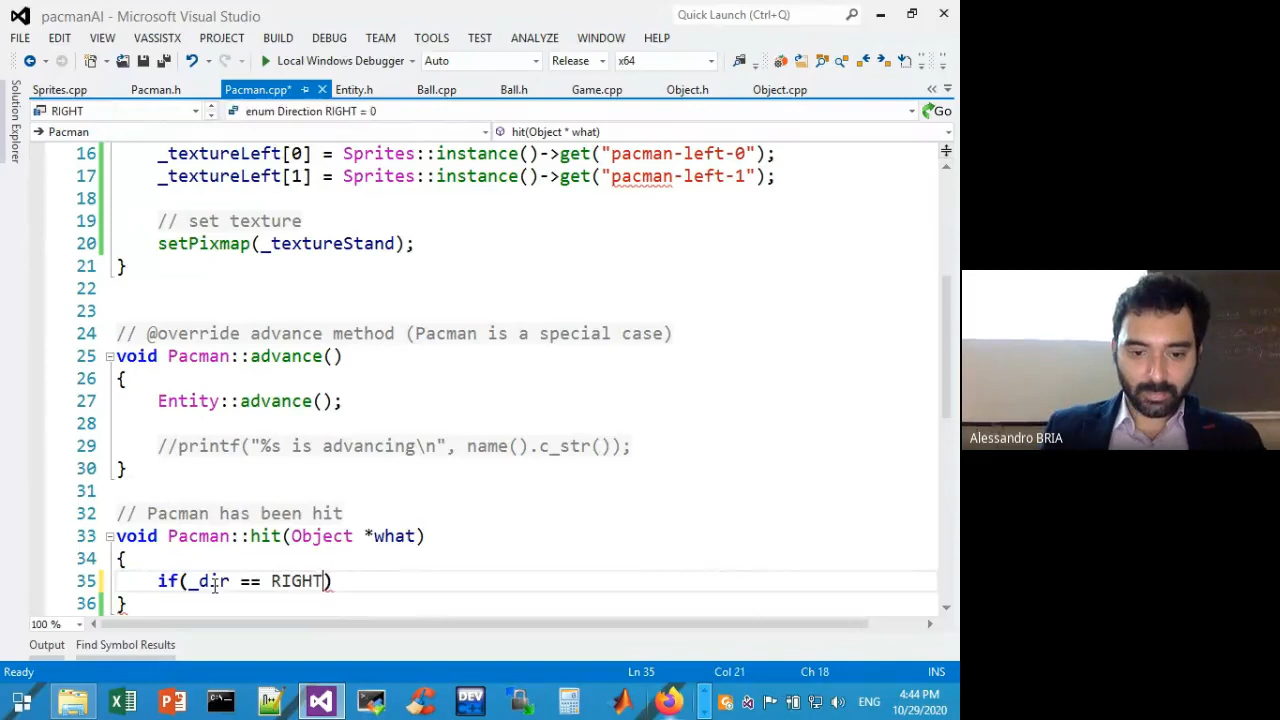 pacmanAI - Microsoft Visual Studio
Quick Launch (Ctrl+Q)
FILE EDIT VIEW VASSISTX PROJECT BUILD DEBUG TEAM TOOLS TEST ANALYZE WINDOW HELP
Local Windows Debugger Auto Release x64
Sprites.cpp Pacman.h Pacman.cpp* Entity.h Ball.cpp Ball.h Game.cpp Object.h Object.cpp
RIGHT enum Direction RIGHT = 0 Go
Pacman hit(Object * what)
Solution Explorer
16 _textureLeft[0] = Sprites::instance()->get("pacman-left-0");
17 _textureLeft[1] = Sprites::instance()->get("pacman-left-1");
18
19 // set texture
20 setPixmap(_textureStand);
21 }
22
23
24 // @override advance method (Pacman is a special case)
25 void Pacman::advance()
26 {
27 Entity::advance();
28
29 //printf("%s is advancing\n", name().c_str());
30 }
31
32 // Pacman has been hit
33 void Pacman::hit(Object *what)
34 {
35 if(_dir == RIGHT)
36 }
100 %
Output Find Symbol Results
Ready Ln 35 Col 21 Ch 18 INS
DEV
ENG
4:44 PM
10/29/2020
Alessandro BRIA